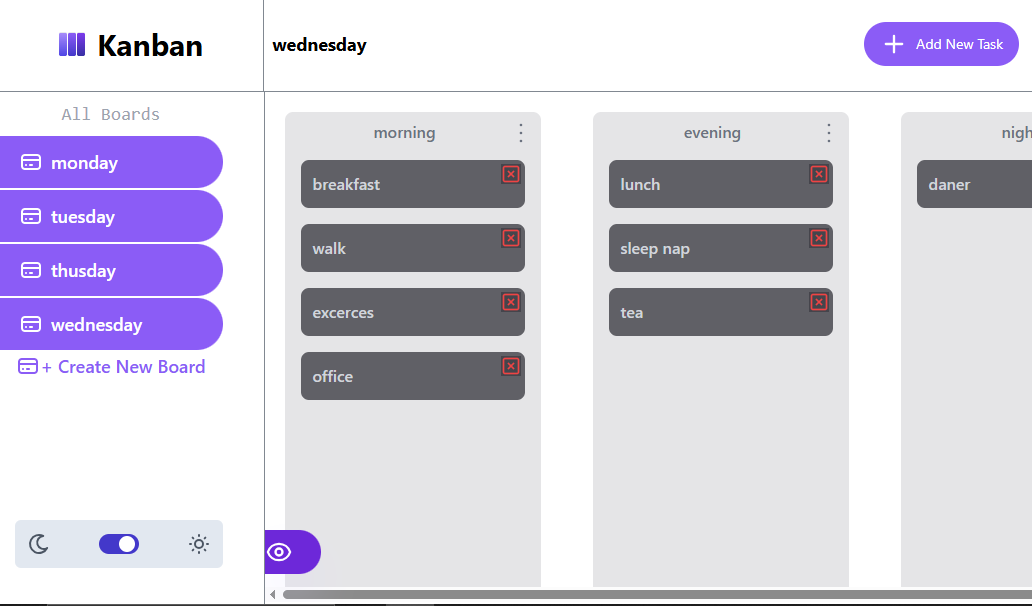 Kanban
wednesday
Add New Task
All Boards
monday
tuesday
thusday
wednesday
+ Create New Board
morning
breakfast
walk
excerces
office
evening
lunch
sleep nap
tea
nigh
daner